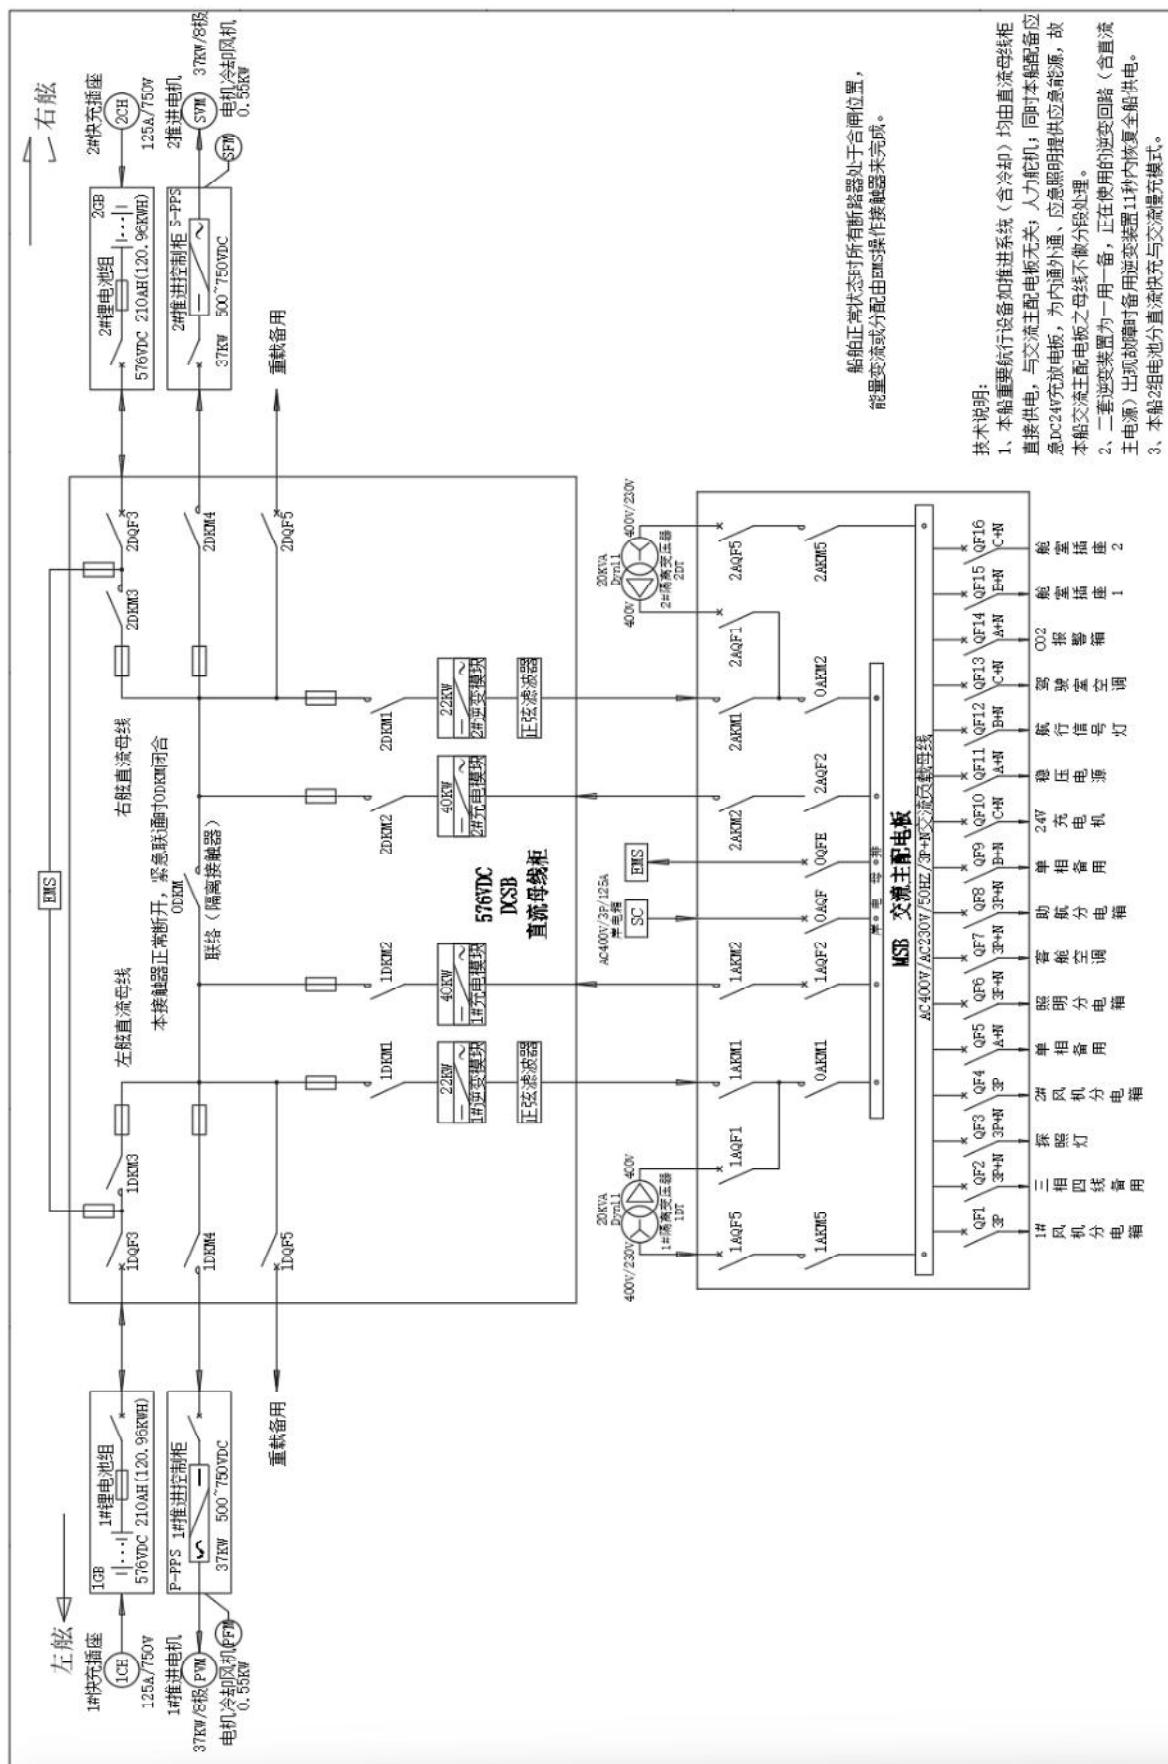 左舷
右舷
1#快充插座
1CH
125A/750V
1GB
1#锂电池组
576VDC 210AH(120.96KWH)
1#推进电机
37KW/8极
PVM
电机冷却风机
0.55KW
PFM
P-PPS 1#推进控制柜
37KW 500~750VDC
重载备用
EMS
1DQF3
1DKM3
1DKM4
1DQF5
左舷直流母线
右舷直流母线
本接触器正常断开，紧急联通时0DKM闭合
0DKM
联络（隔离接触器）
2DKM3
2DQF3
2DKM4
2DQF5
2#锂电池组
2GB
576VDC 210AH(120.96KWH)
2#快充插座
2CH
125A/750V
2#推进控制柜 S-PPS
37KW 500~750VDC
2推进电机
37KW/8极
SVM
电机冷却风机
0.55KW
SFM
重载备用
1DKM1
1DKM2
2DKM2
2DKM1
22KW
1#逆变模块
正弦滤波器
40KW
1#充电模块
576VDC
DCSB
直流母线柜
40KW
2#充电模块
22KW
2#逆变模块
正弦滤波器
20KVA
Dyn11
400V/230V
400V
1#隔离变压器
1DT
AC400V/3P/125A
岸电箱
SC
EMS
20KVA
Dyn11
400V
400V/230V
2#隔离变压器
2DT
1AQF5
1AQF1
1AKM1
1AKM2
2AKM2
2AKM1
2AQF1
2AQF5
1AKM5
0AKM1
1AQF2
0AQF
0QFE
2AQF2
0AKM2
2AKM5
岸电母排
MSB 交流主配电板
AC400V/AC230V/50HZ/3P+N交流负载母线
QF1
3P
1#风机分电箱
QF2
3P+N
三相四线备用
QF3
3P+N
探照灯
QF4
3P
2#风机分电箱
QF5
A+N
单相备用
QF6
3P+N
照明分电箱
QF7
3P+N
客舱空调
QF8
3P+N
助航分电箱
QF9
B+N
单相备用
QF10
C+N
24V充电机
QF11
A+N
稳压电源
QF12
B+N
航行信号灯
QF13
C+N
驾驶室空调
QF14
A+N
CO2报警箱
QF15
B+N
舱室插座1
QF16
C+N
舱室插座2
船舶正常状态时所有断路器处于合闸位置，
能量变流或分配由EMS操作接触器来完成。
技术说明：
1、本船重要航行设备如推进系统（含冷却）均由直流母线柜
直接供电，与交流主配电板无关；人力舵机；同时本船配备应
急DC24V充放电板，为内通外通、应急照明提供应急能源，故
本船交流主配电板之母线不做分段处理。
2、二套逆变装置为一用一备，正在使用的逆变回路（含直流
主电源）出现故障时备用逆变装置11秒内恢复全船供电。
3、本船2组电池分直流快充与交流慢充模式。